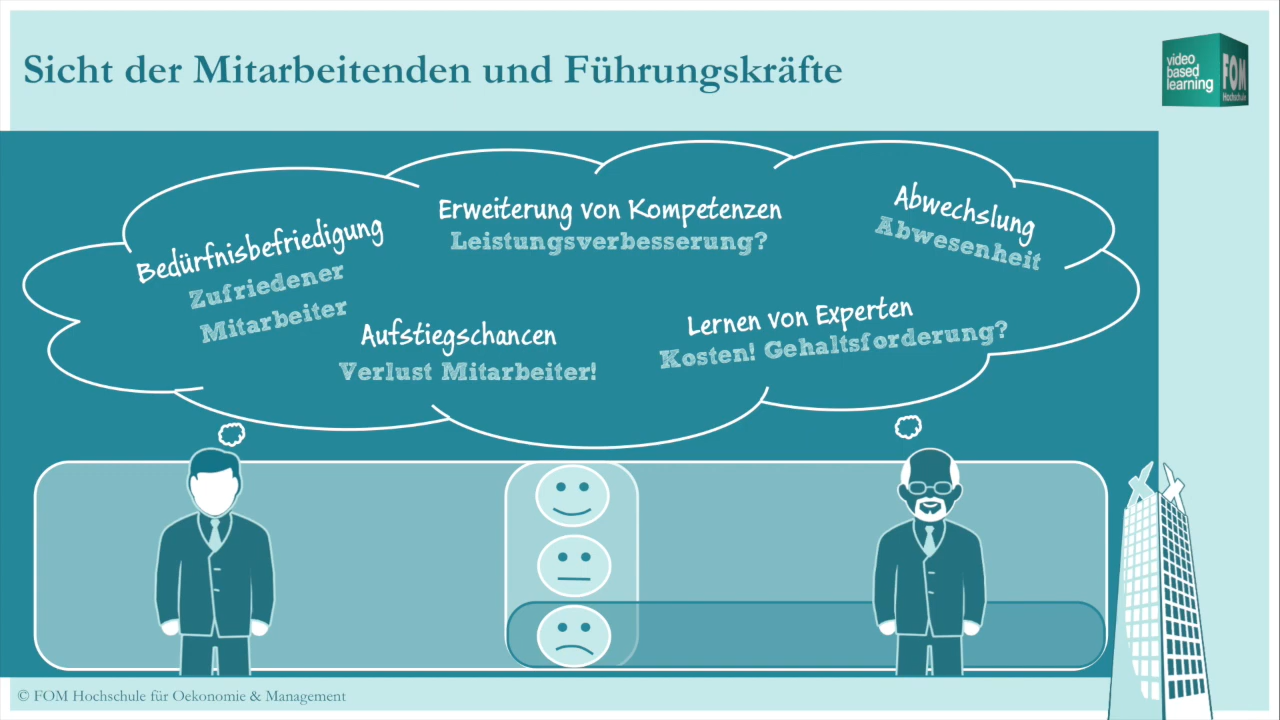 Sicht der Mitarbeitenden und Führungskräfte
video
based
learning
FOM
Hochschule
Bedürfnisbefriedigung
Zufriedener
Mitarbeiter
Erweiterung von Kompetenzen
Leistungsverbesserung?
Abwechslung
Abwesenheit
Aufstiegschancen
Verlust Mitarbeiter!
Lernen von Experten
Kosten! Gehaltsforderung?
© FOM Hochschule für Oekonomie & Management